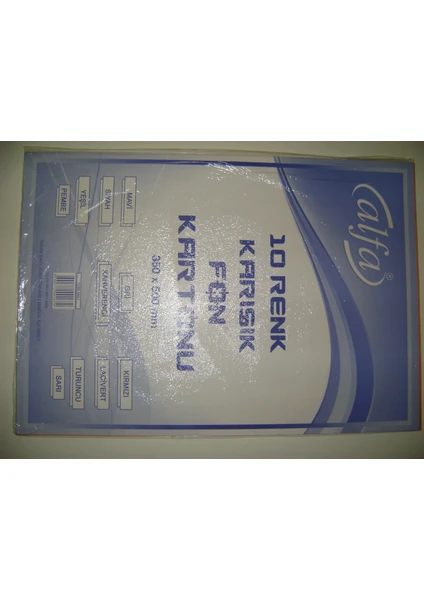 alfa®
10 RENK
KARIŞIK
FON
KARTONU
350 x 500 (mm)
MAVİ GRİ KIRMIZI
SİYAH KAHVERENGİ LACİVERT
YEŞİL TURUNCU
PEMBE SARI